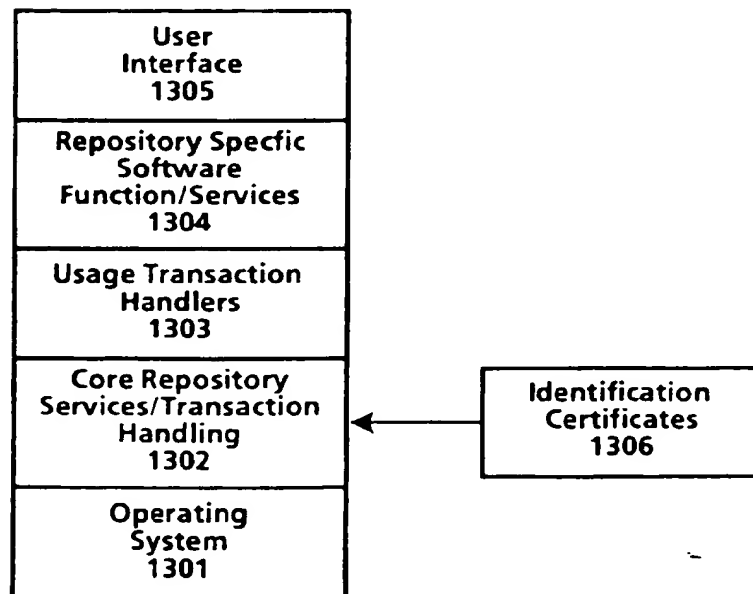 User
Interface
1305
Repository Specfic
Software
Function/Services
1304
Usage Transaction
Handlers
1303
Core Repository
Services/Transaction
Handling
1302
Identification
Certificates
1306
Operating
System
1301